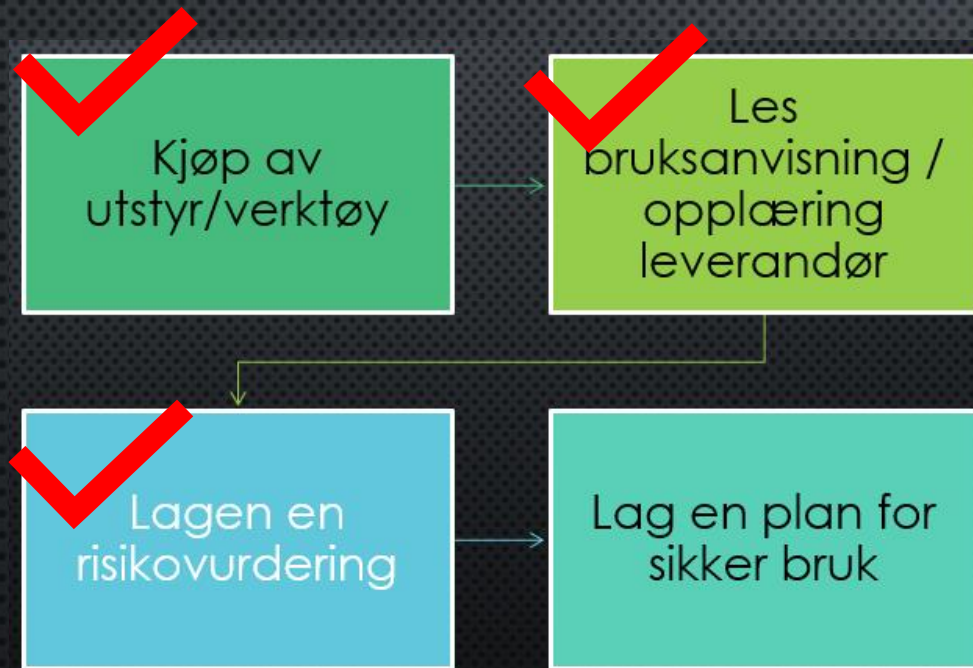 Kjøp av
utstyr/verktøy
Les
bruksanvisning /
opplæring
leverandør
Lagen en
risikovurdering
Lag en plan for
sikker bruk